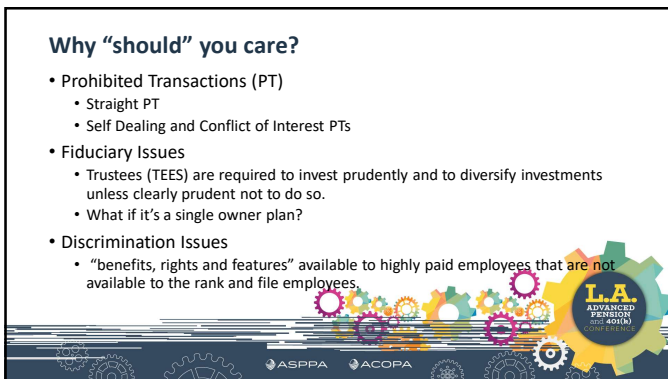 Why “should” you care?
• Prohibited Transactions (PT)
• Straight PT
• Self Dealing and Conflict of Interest PTs
• Fiduciary Issues
• Trustees (TEES) are required to invest prudently and to diversify investments
unless clearly prudent not to do so.
• What if it’s a single owner plan?
• Discrimination Issues
• “benefits, rights and features” available to highly paid employees that are not
available to the rank and file employees.
L.A.
ADVANCED
PENSION
and 401(k)
CONFERENCE
ASPPA ACOPA